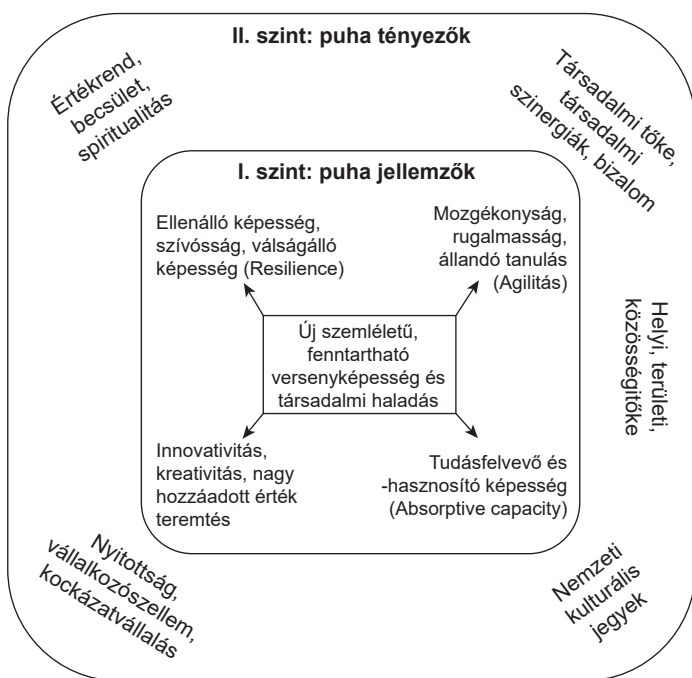 II. szint: puha tényezők
Értékrend,
becsület,
spiritualitás
Társadalmi tőke,
társadalmi
szinergiák, bizalom
I. szint: puha jellemzők
Ellenálló képesség,
szívósság, válságálló
képesség (Resilience)
Mozgékonyság,
rugalmasság,
állandó tanulás
(Agilitás)
Új szemléletű,
fenntartható
versenyképesség és
társadalmi haladás
Helyi, területi,
közösségitőke
Innovativitás,
kreativitás, nagy
hozzáadott érték
teremtés
Tudásfelvevő és
-hasznosító képesség
(Absorptive capacity)
Nyitottság,
vállalkozószellem,
kockázatvállalás
Nemzeti
kulturális
jegyek